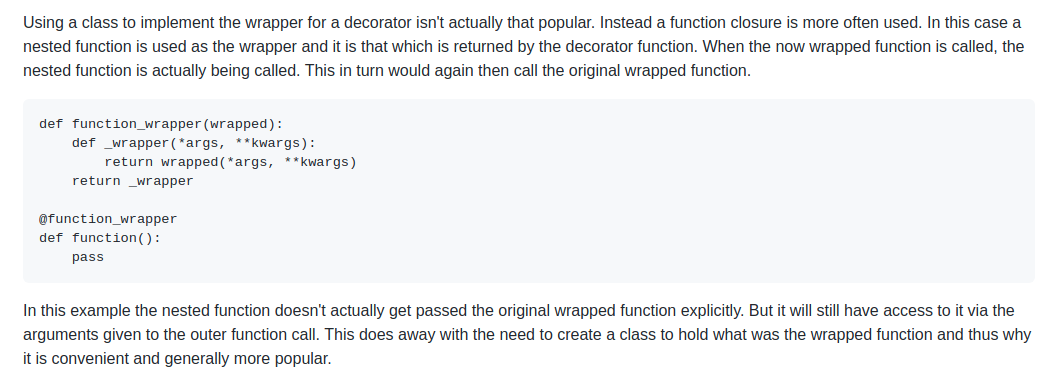 Using a class to implement the wrapper for a decorator isn't actually that popular. Instead a function closure is more often used. In this case a
nested function is used as the wrapper and it is that which is returned by the decorator function. When the now wrapped function is called, the
nested function is actually being called. This in turn would again then call the original wrapped function.
def function_wrapper(wrapped):
    def _wrapper(*args, **kwargs):
        return wrapped(*args, **kwargs)
    return _wrapper
@function_wrapper
def function():
    pass
In this example the nested function doesn't actually get passed the original wrapped function explicitly. But it will still have access to it via the
arguments given to the outer function call. This does away with the need to create a class to hold what was the wrapped function and thus why
it is convenient and generally more popular.